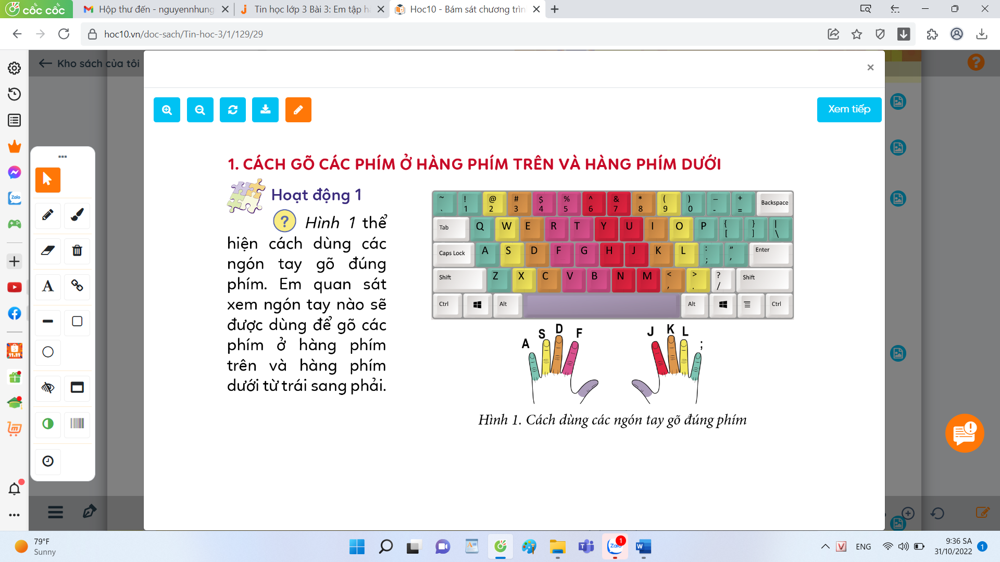 cốc cốc
Hộp thư đến - nguyennhung
Tin học lớp 3 Bài 3: Em tập h
Hoc10 - Bám sát chương trìn
hoc10.vn/doc-sach/Tin-hoc-3/1/129/29
Kho sách của tôi
Xem tiếp
1. CÁCH GÕ CÁC PHÍM Ở HÀNG PHÍM TRÊN VÀ HÀNG PHÍM DƯỚI
Hoạt động 1
? Hình 1 thể
hiện cách dùng các
ngón tay gõ đúng
phím. Em quan sát
xem ngón tay nào sẽ
được dùng để gõ các
phím ở hàng phím
trên và hàng phím
dưới từ trái sang phải.
~ ! @ # $ % ^ & * ( ) _ +
` 1 2 3 4 5 6 7 8 9 0 - = Backspace
Tab Q W E R T Y U I O P { [ } ] | \
Caps Lock A S D F G H J K L : ; " , Enter
Shift Z X C V B N M < , > . ? / Shift
Ctrl Alt Alt Ctrl
A S D F J K L ;
Hình 1. Cách dùng các ngón tay gõ đúng phím
Zalo
11.11
A
79°F
Sunny
Zalo
1
W
V
ENG
9:36 SA
31/10/2022
1